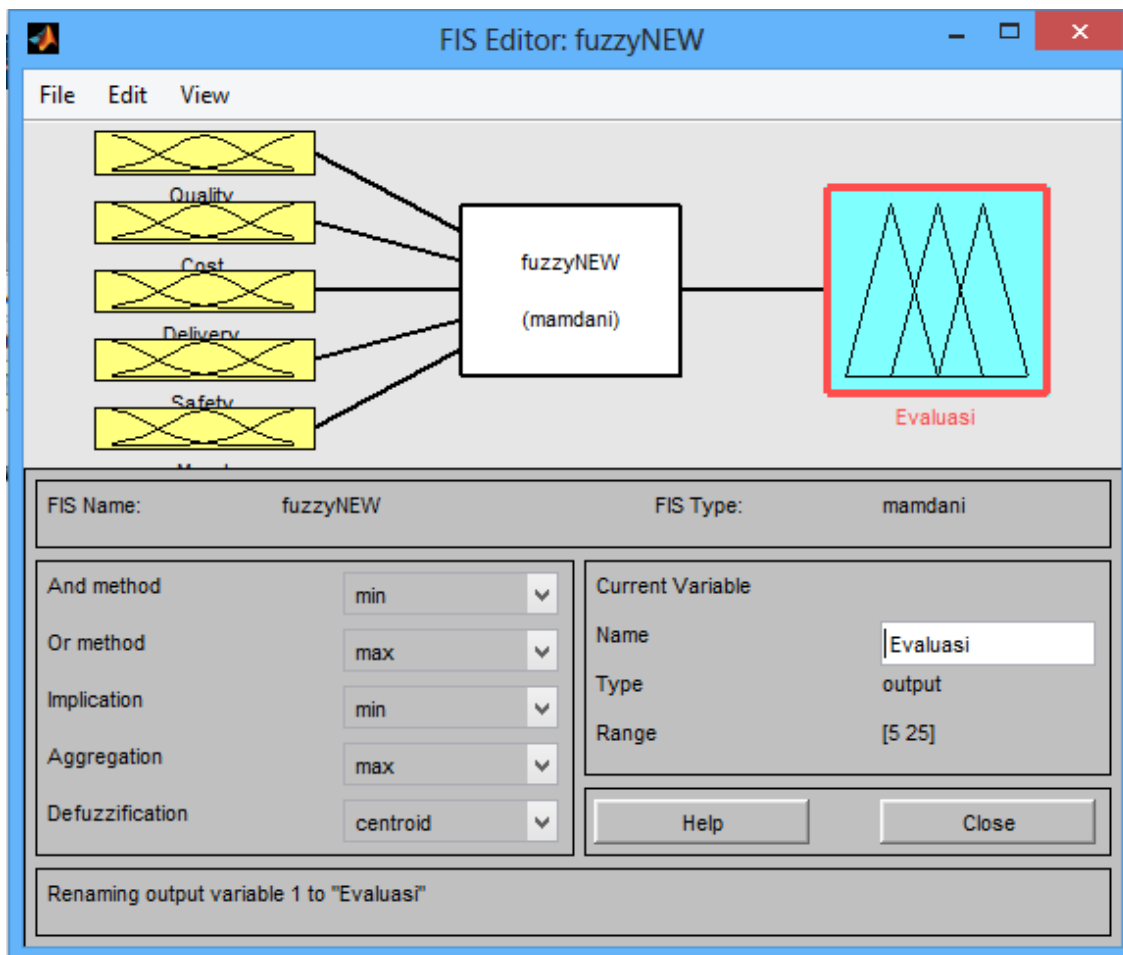 FIS Editor: fuzzyNEW
File Edit View
Quality
Cost
Delivery
Safety
fuzzyNEW
(mamdani)
Evaluasi
FIS Name: fuzzyNEW FIS Type: mamdani
And method min
Or method max
Implication min
Aggregation max
Defuzzification centroid
Current Variable
Name Evaluasi
Type output
Range [5 25]
Help Close
Renaming output variable 1 to "Evaluasi"